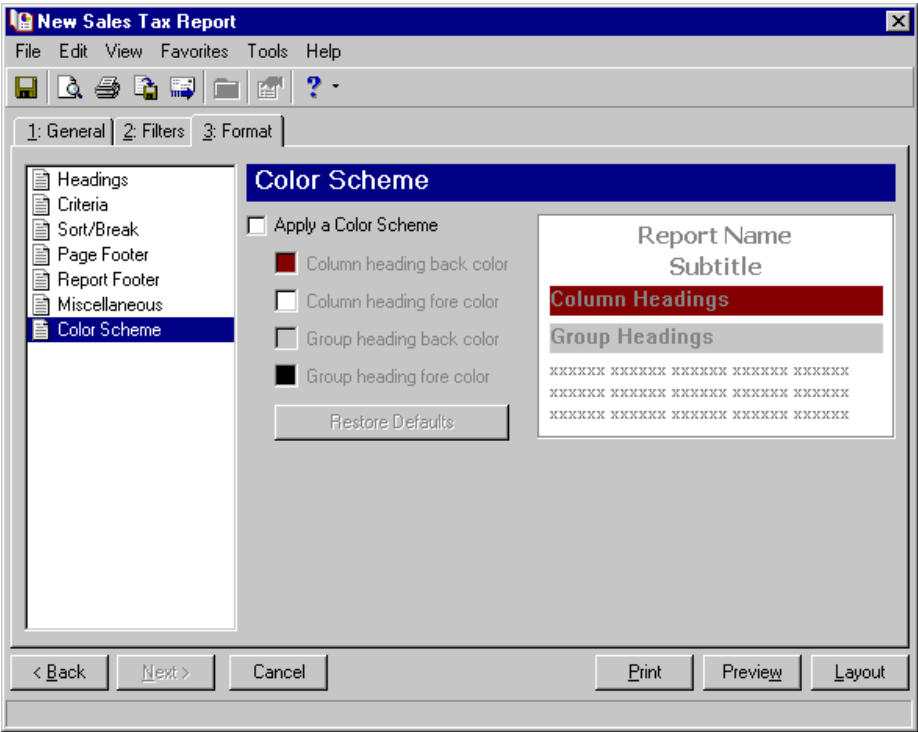 New Sales Tax Report
File Edit View Favorites Tools Help
1: General 2: Filters 3: Format
Headings
Criteria
Sort/Break
Page Footer
Report Footer
Miscellaneous
Color Scheme
Color Scheme
Apply a Color Scheme
Column heading back color
Column heading fore color
Group heading back color
Group heading fore color
Restore Defaults
Report Name
Subtitle
Column Headings
Group Headings
xxxxxx xxxxxx xxxxxx xxxxxx xxxxxx
xxxxxx xxxxxx xxxxxx xxxxxx xxxxxx
xxxxxx xxxxxx xxxxxx xxxxxx xxxxxx
< Back Next > Cancel Print Preview Layout